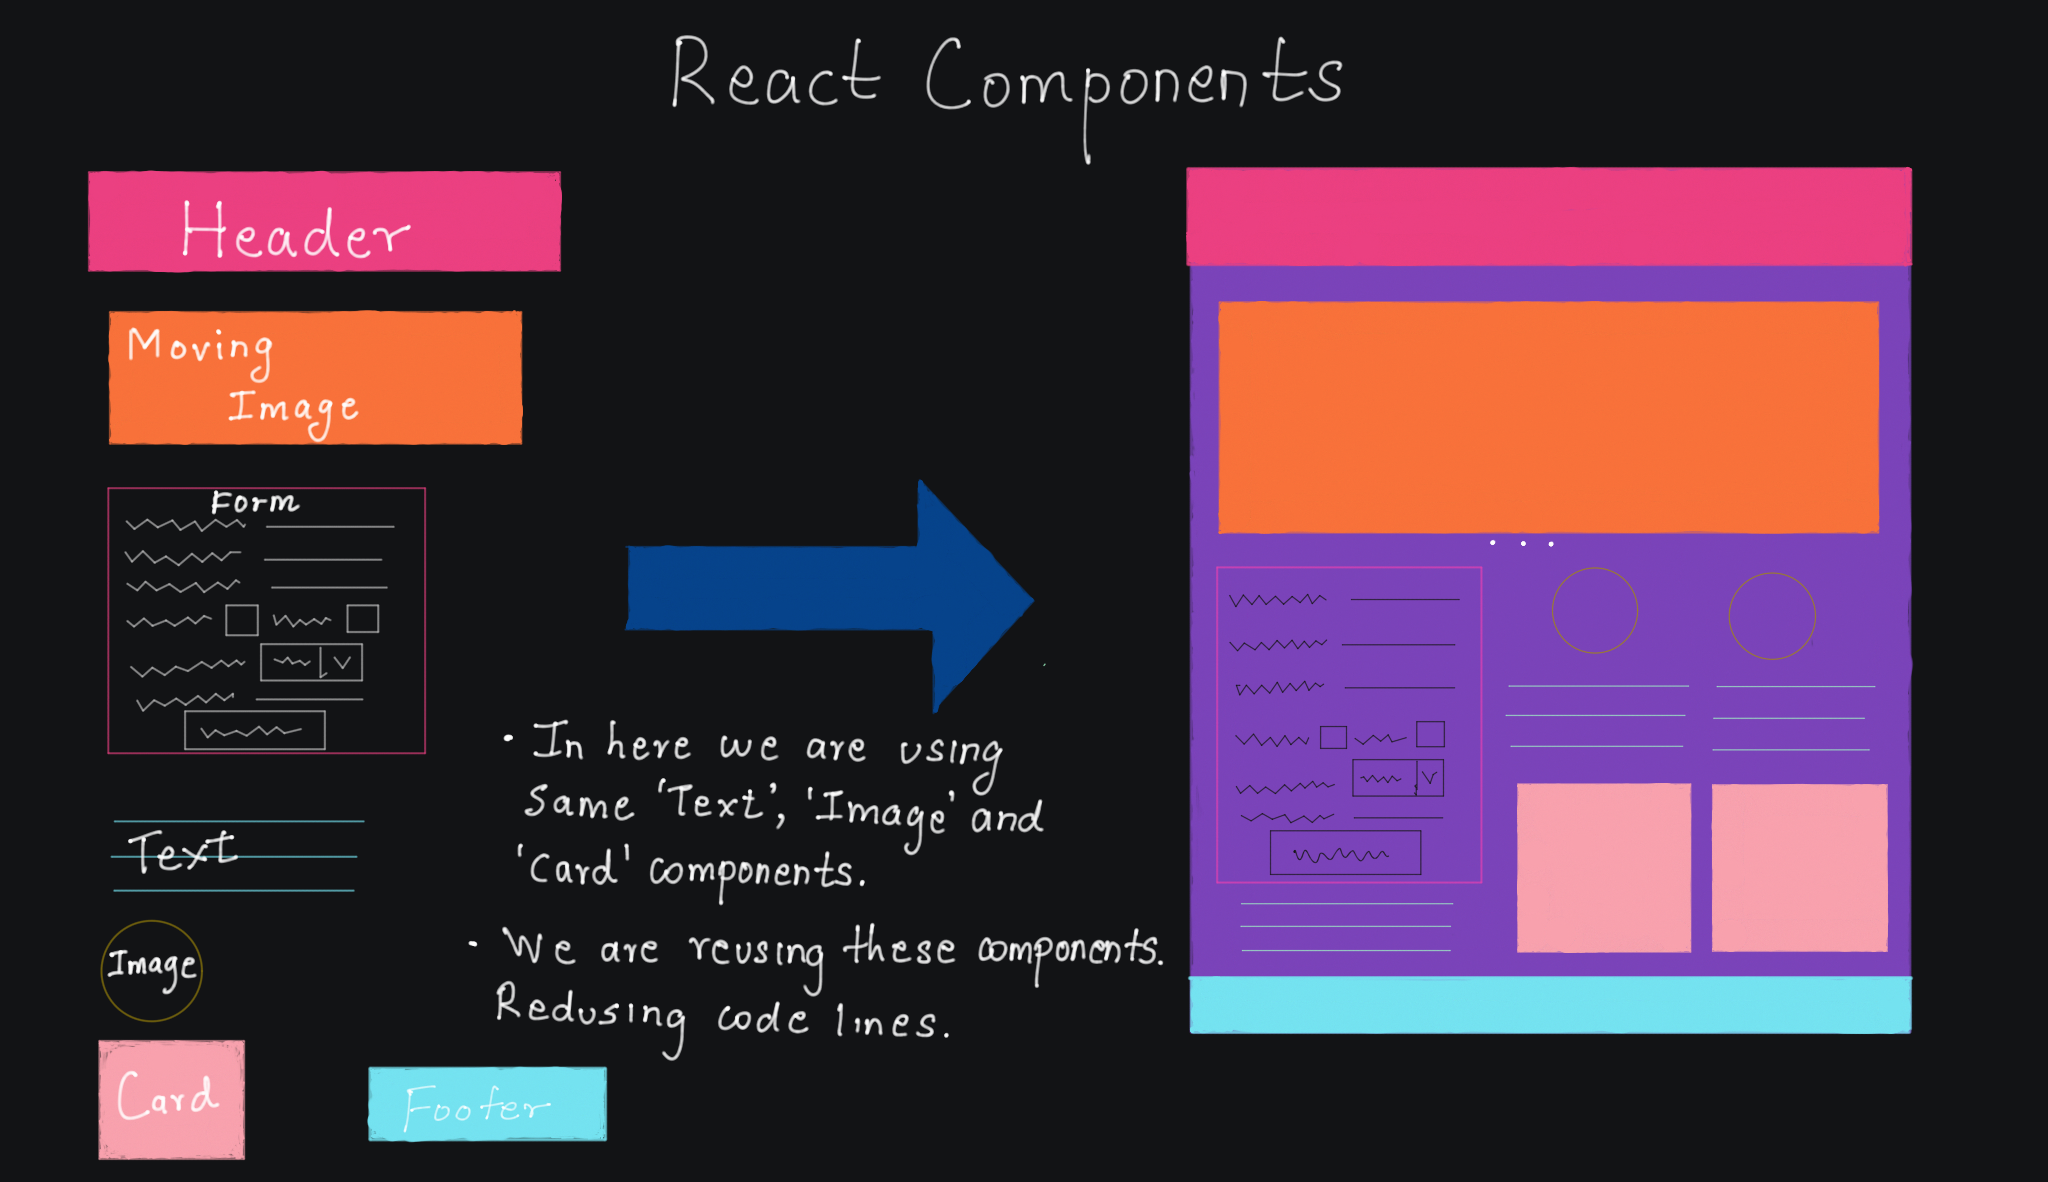 React Components
Header
Moving
Image
Form
Text
Image
Card
Footer
• In here we are using
same 'Text', 'Image' and
'Card' components.
• We are reusing these components.
Redusing code lines.